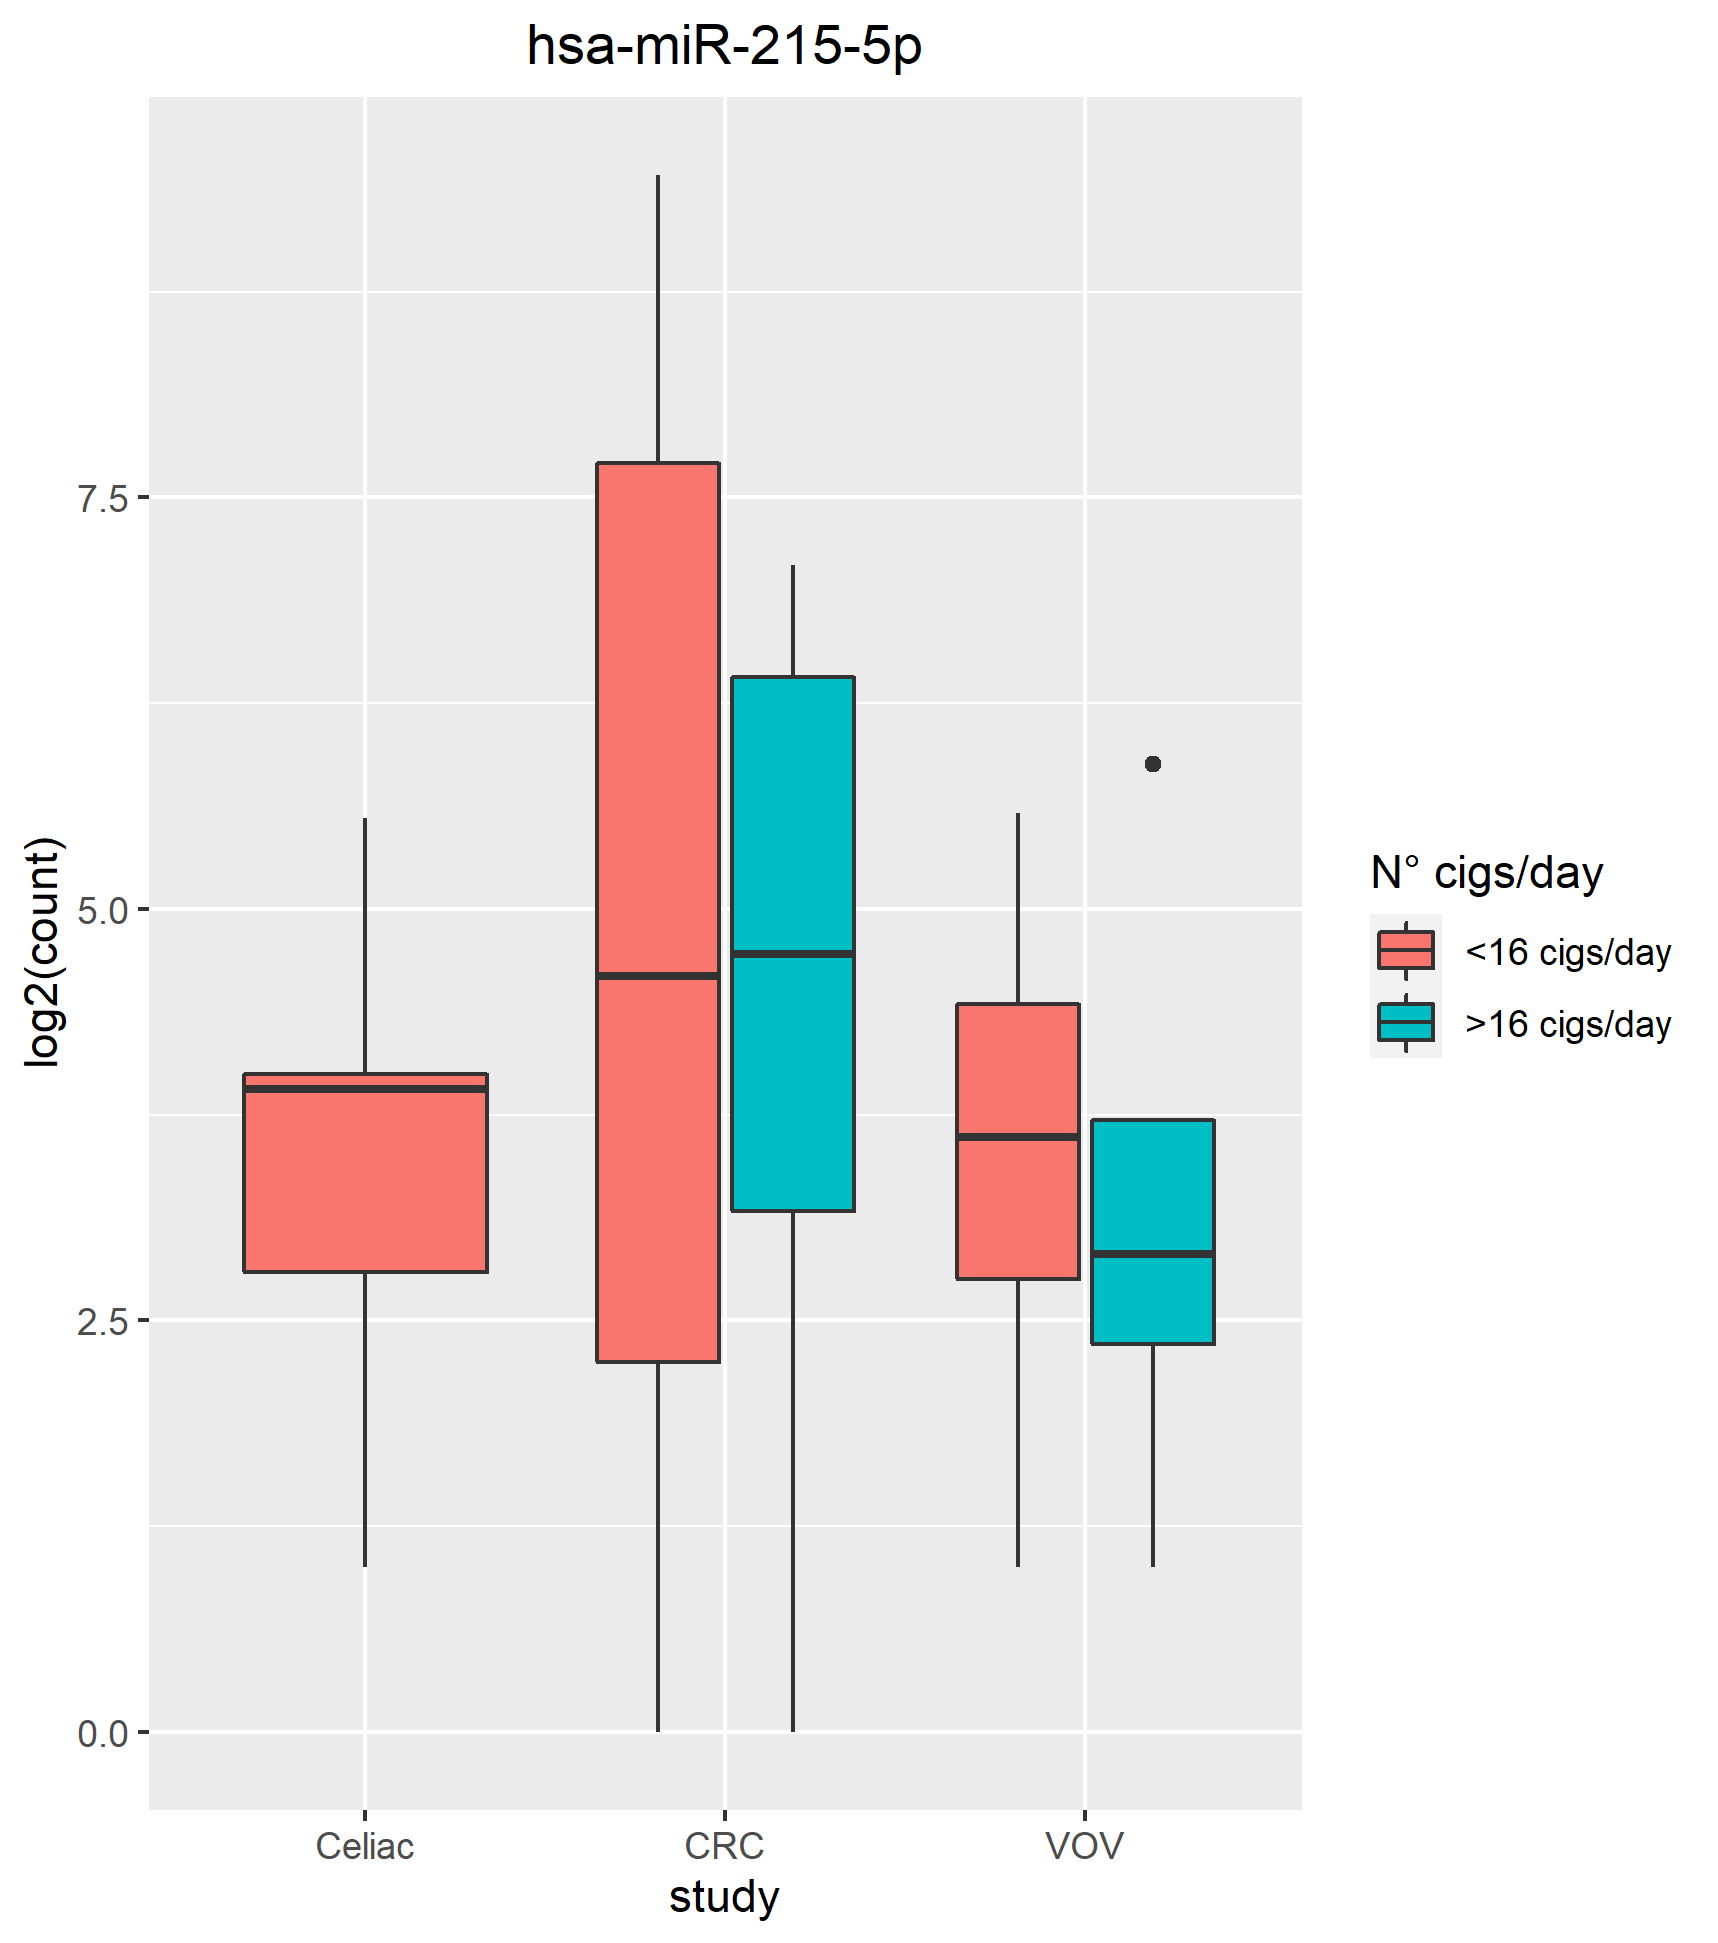 hsa-miR-215-5p
log2(count)
7.5
5.0
2.5
0.0
Celiac
CRC
VOV
study
N° cigs/day
<16 cigs/day
>16 cigs/day